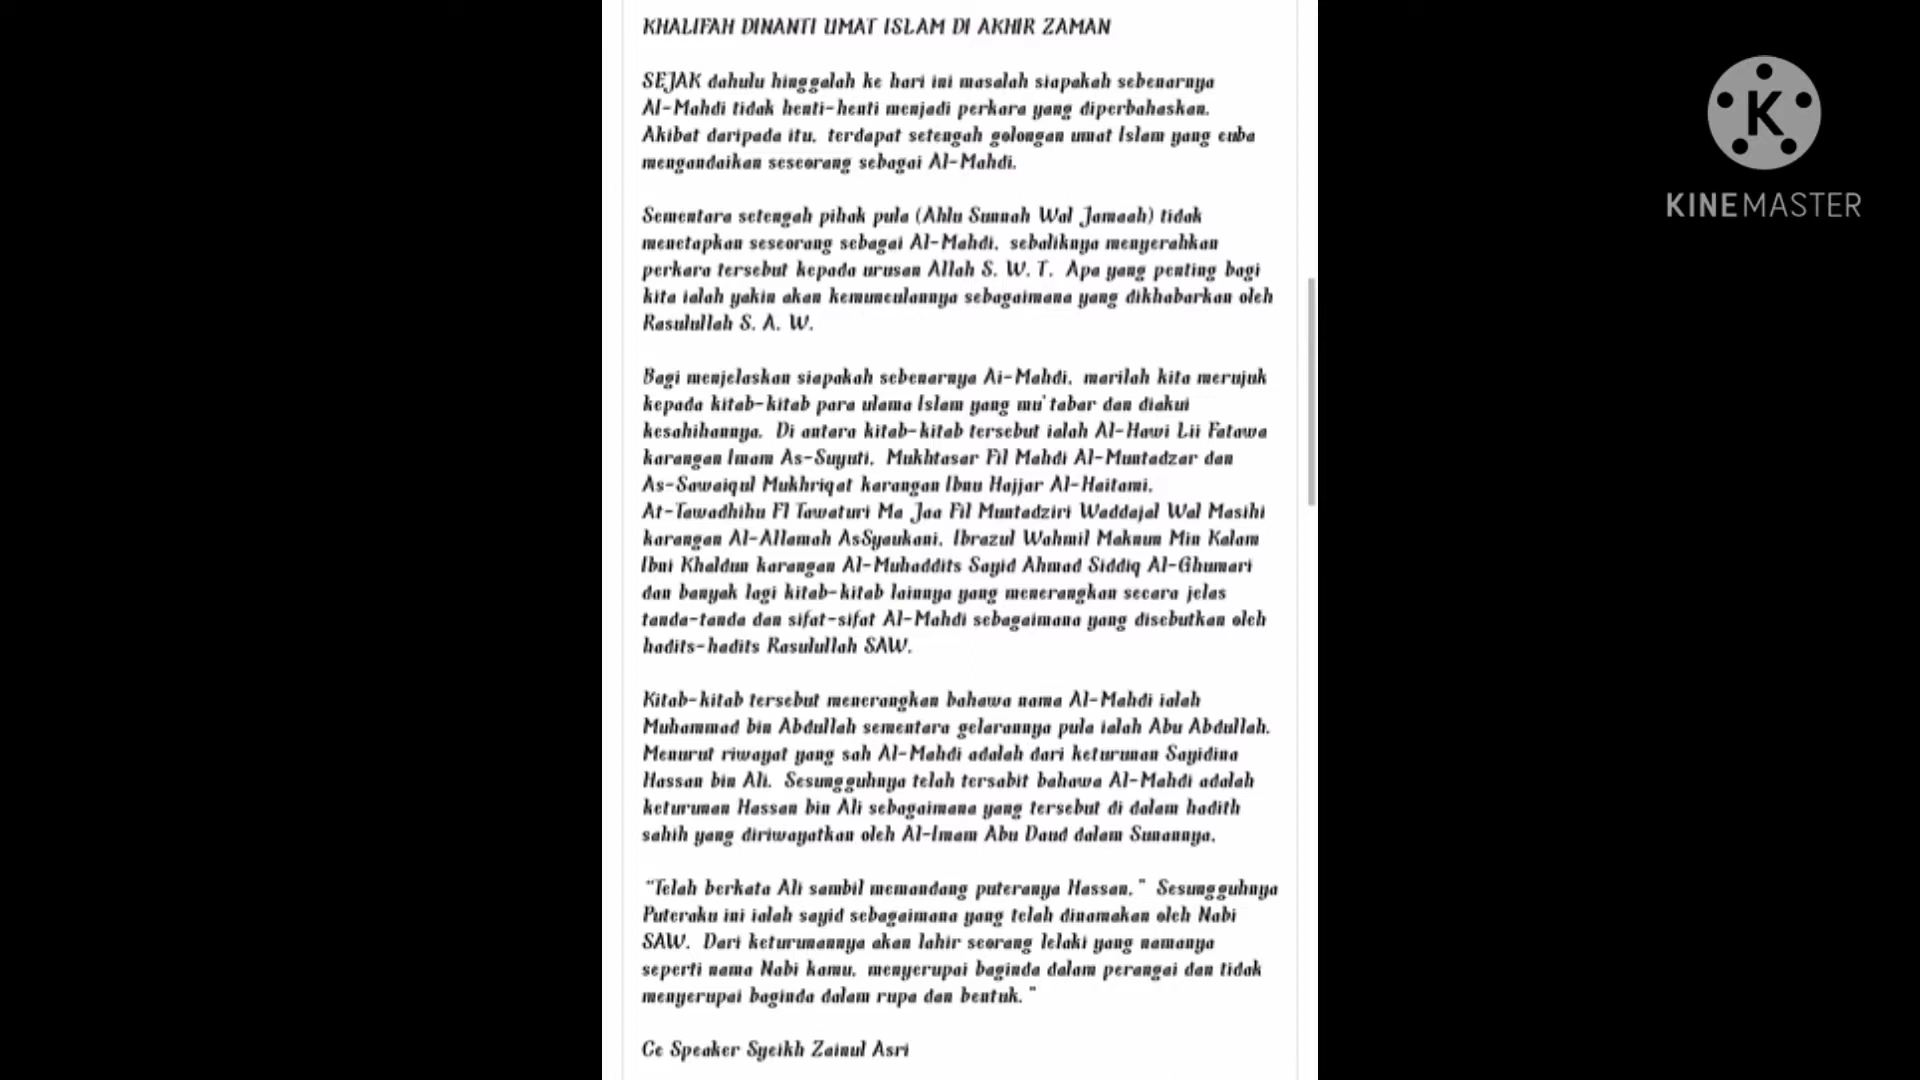 KHALIFAH DINANTI UMAT ISLAM DI AKHIR ZAMAN
SEJAK dahulu hinggalah ke hari ini masalah siapakah sebenarnya
Al-Mahdi tidak henti-henti menjadi perkara yang diperbahaskan.
Akibat daripada itu, terdapat setengah golongan umat Islam yang cuba
mengandaikan seseorang sebagai Al-Mahdi.
Sementara setengah pihak pula (Ahlu Sunnah Wal Jamaah) tidak
menetapkan seseorang sebagai Al-Mahdi, sebaliknya menyerahkan
perkara tersebut kepada urusan Allah S. W. T. Apa yang penting bagi
kita ialah yakin akan kemunculannya sebagaimana yang dikhabarkan oleh
Rasulullah S. A. W.
Bagi menjelaskan siapakah sebenarnya Ai-Mahdi, marilah kita merujuk
kepada kitab-kitab para ulama Islam yang mu'tabar dan diakui
kesahihannya. Di antara kitab-kitab tersebut ialah Al-Hawi Lii Fatawa
karangan Imam As-Suyuti, Mukhtasar Fil Mahdi Al-Muntadzar dan
As-Sawaiqul Mukhriqat karangan Ibnu Hajjar Al-Haitami,
At-Tawadhihu FI Tawaturi Ma Jaa Fil Muntadziri Waddajal Wal Masihi
karangan Al-Allamah AsSyaukani, Ibrazul Wahmil Maknun Min Kalam
Ibni Khaldun karangan Al-Muhaddits Sayid Ahmad Siddiq Al-Ghumari
dan banyak lagi kitab-kitab lainnya yang menerangkan secara jelas
tanda-tanda dan sifat-sifat Al-Mahdi sebagaimana yang disebutkan oleh
hadits-hadits Rasulullah SAW.
Kitab-kitab tersebut menerangkan bahawa nama Al-Mahdi ialah
Muhammad bin Abdullah sementara gelarannya pula ialah Abu Abdullah.
Menurut riwayat yang sah Al-Mahdi adalah dari keturunan Sayidina
Hassan bin Ali. Sesungguhnya telah tersabit bahawa Al-Mahdi adalah
keturunan Hassan bin Ali sebagaimana yang tersebut di dalam hadith
sahih yang diriwayatkan oleh Al-Imam Abu Daud dalam Sunannya,
"Telah berkata Ali sambil memandang puteranya Hassan," Sesungguhnya
Puteraku ini ialah sayid sebagaimana yang telah dinamakan oleh Nabi
SAW. Dari keturunannya akan lahir seorang lelaki yang namanya
seperti nama Nabi kamu, menyerupai baginda dalam perangai dan tidak
menyerupai baginda dalam rupa dan bentuk."
Ce Speaker Syeikh Zainul Asri
K
KINEMASTER